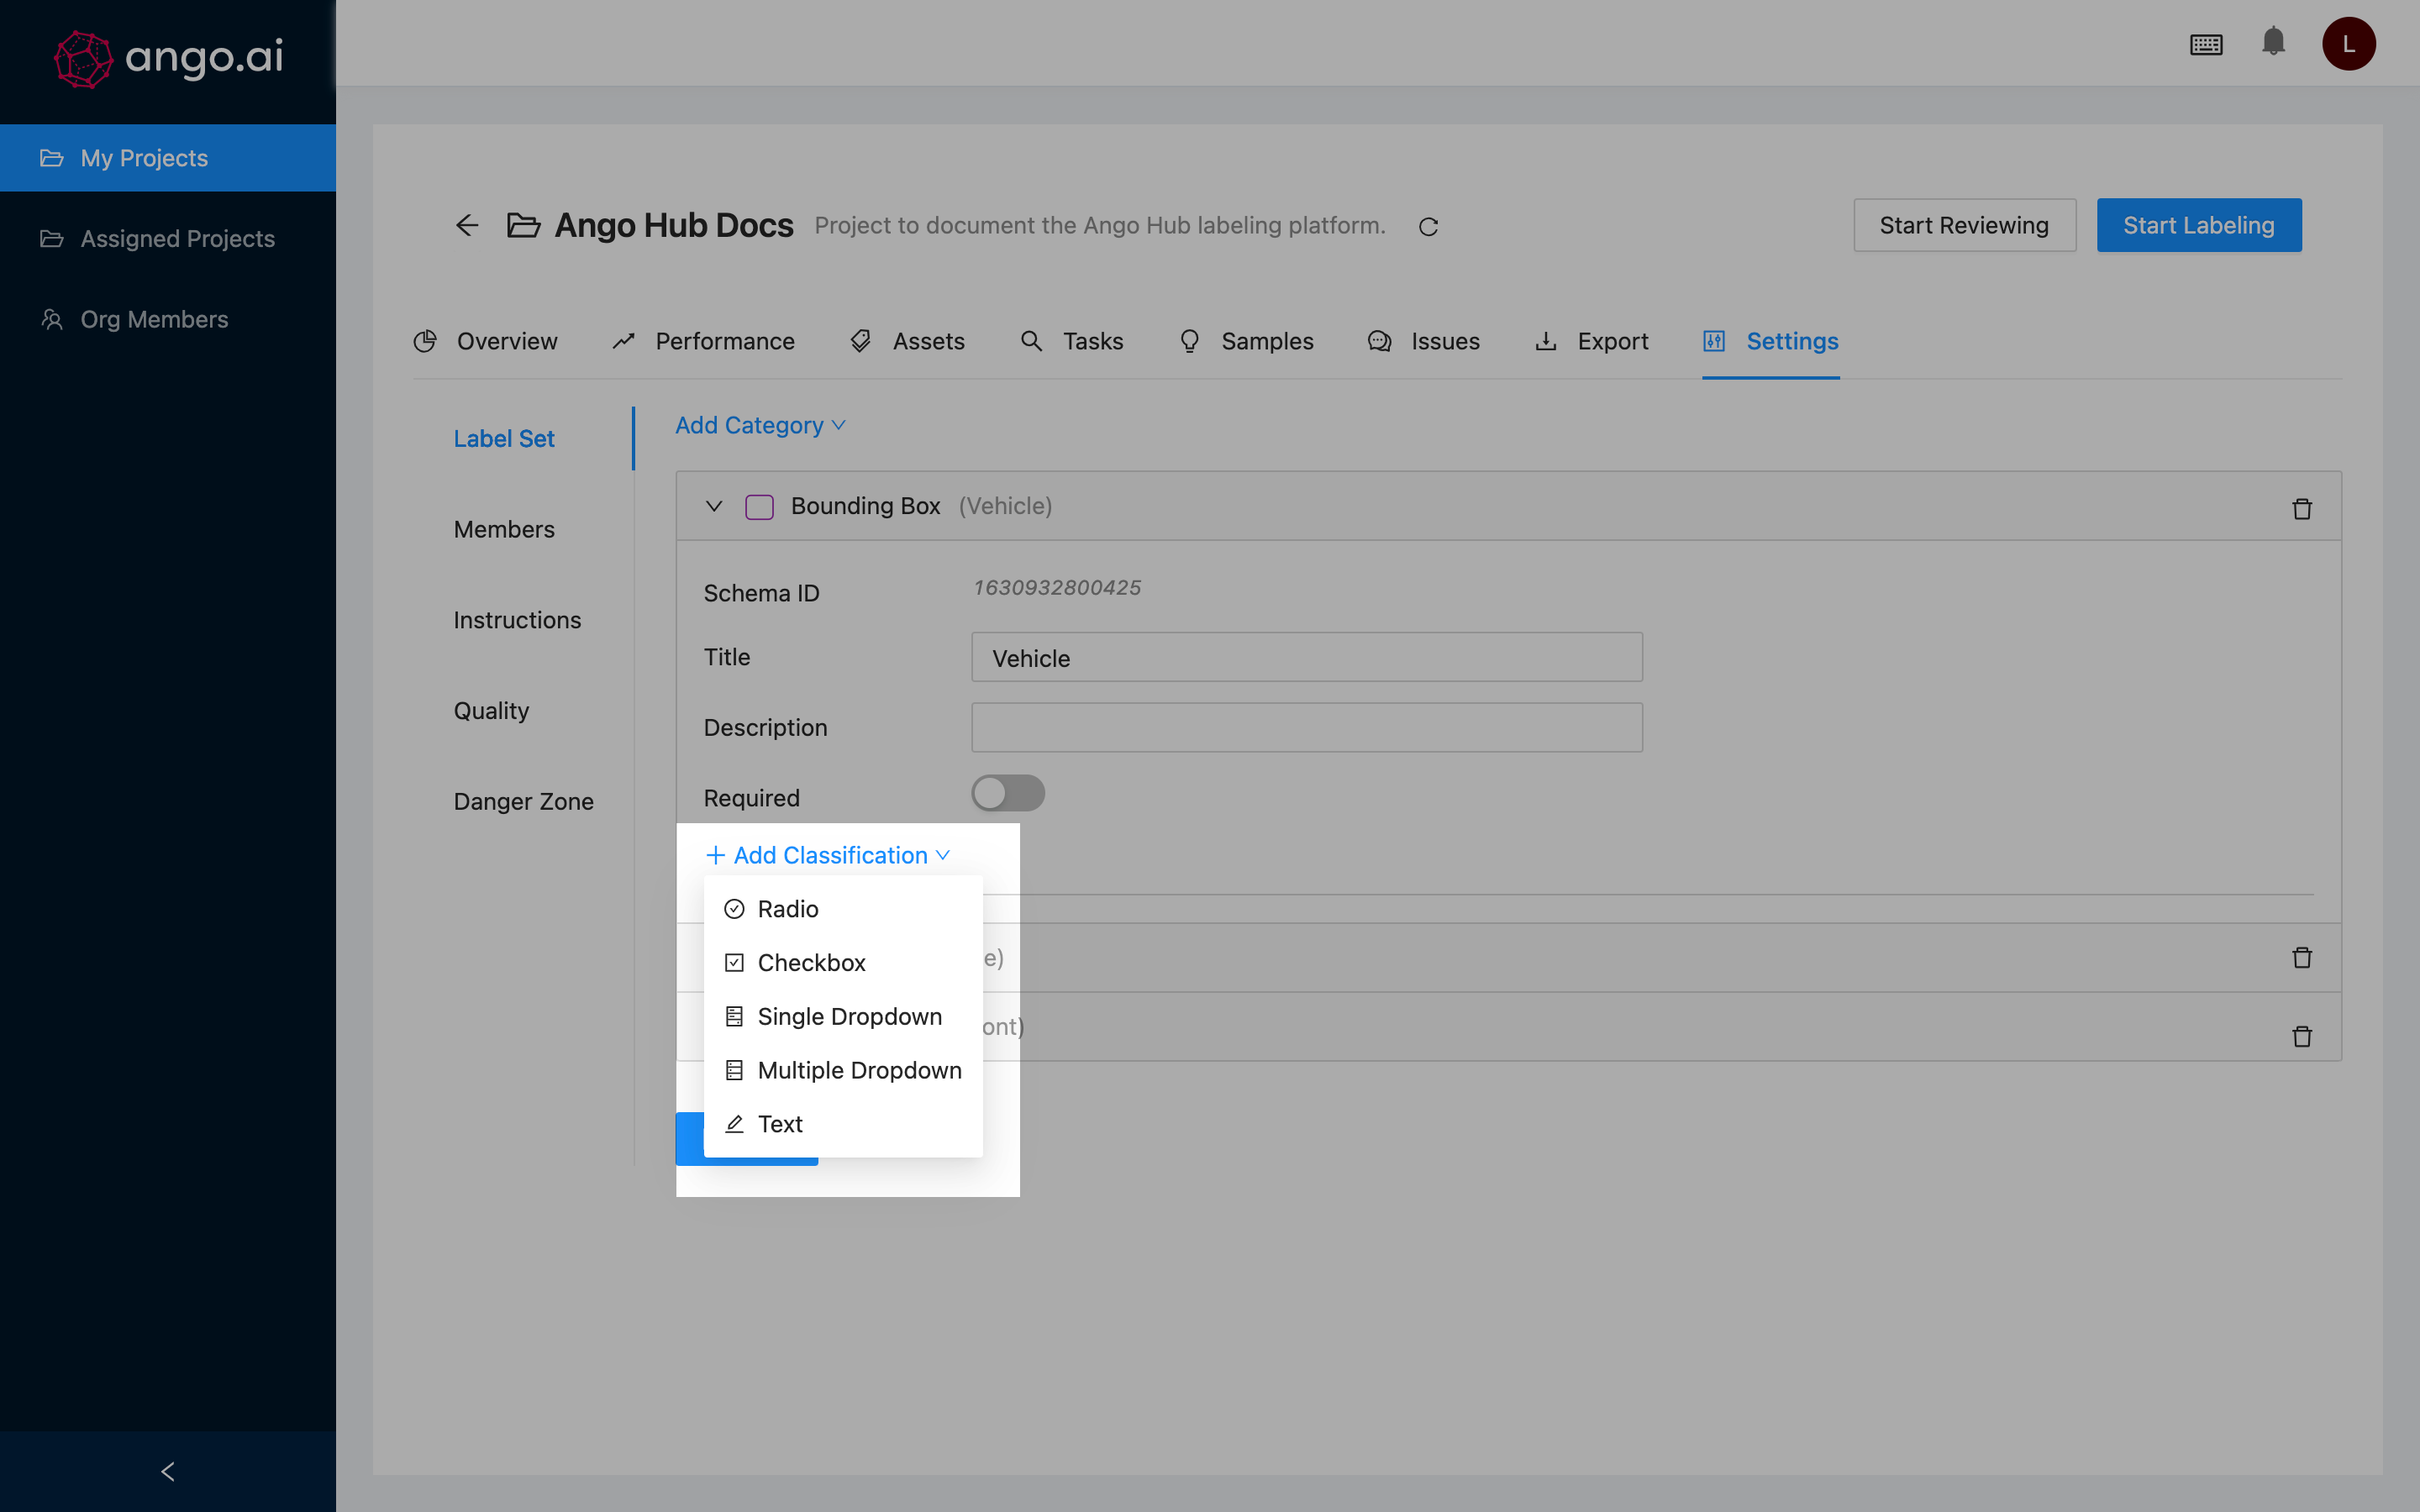 ango.ai
L
My Projects
Assigned Projects
Org Members
Ango Hub Docs Project to document the Ango Hub labeling platform.
Start Reviewing
Start Labeling
Overview
Performance
Assets
Tasks
Samples
Issues
Export
Settings
Label Set
Members
Instructions
Quality
Danger Zone
Add Category
Bounding Box (Vehicle)
Schema ID 1630932800425
Title Vehicle
Description
Required
+ Add Classification
Radio
Checkbox
Single Dropdown
Multiple Dropdown
Text
e)
ont)